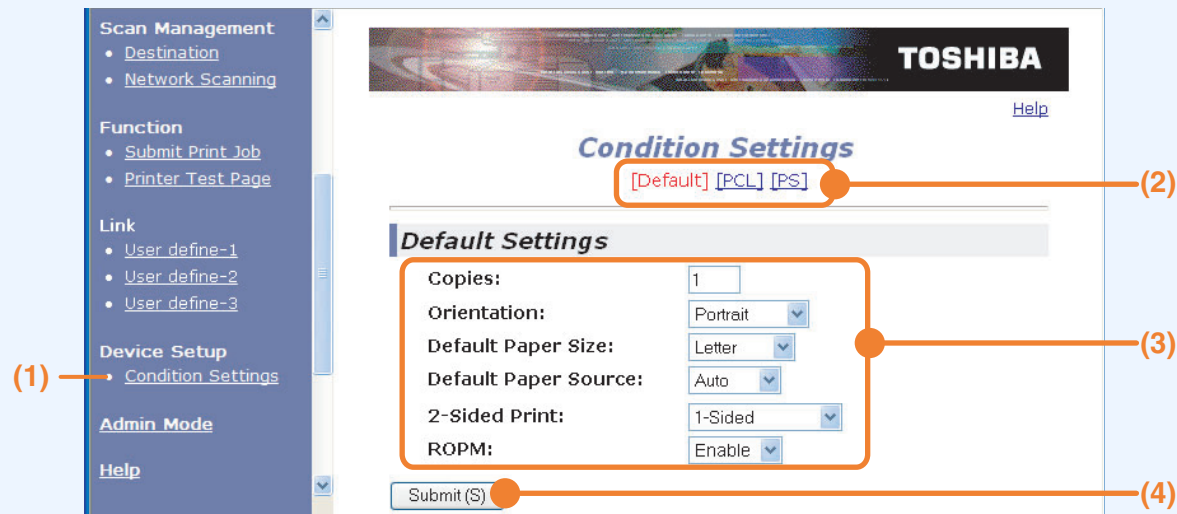 Scan Management
• Destination
• Network Scanning
Function
• Submit Print Job
• Printer Test Page
Link
• User define-1
• User define-2
• User define-3
Device Setup
(1)
• Condition Settings
Admin Mode
Help
TOSHIBA
Help
Condition Settings
[Default] [PCL] [PS]
(2)
Default Settings
Copies: 1
Orientation: Portrait
Default Paper Size: Letter
(3)
Default Paper Source: Auto
2-Sided Print: 1-Sided
ROPM: Enable
Submit (S)
(4)